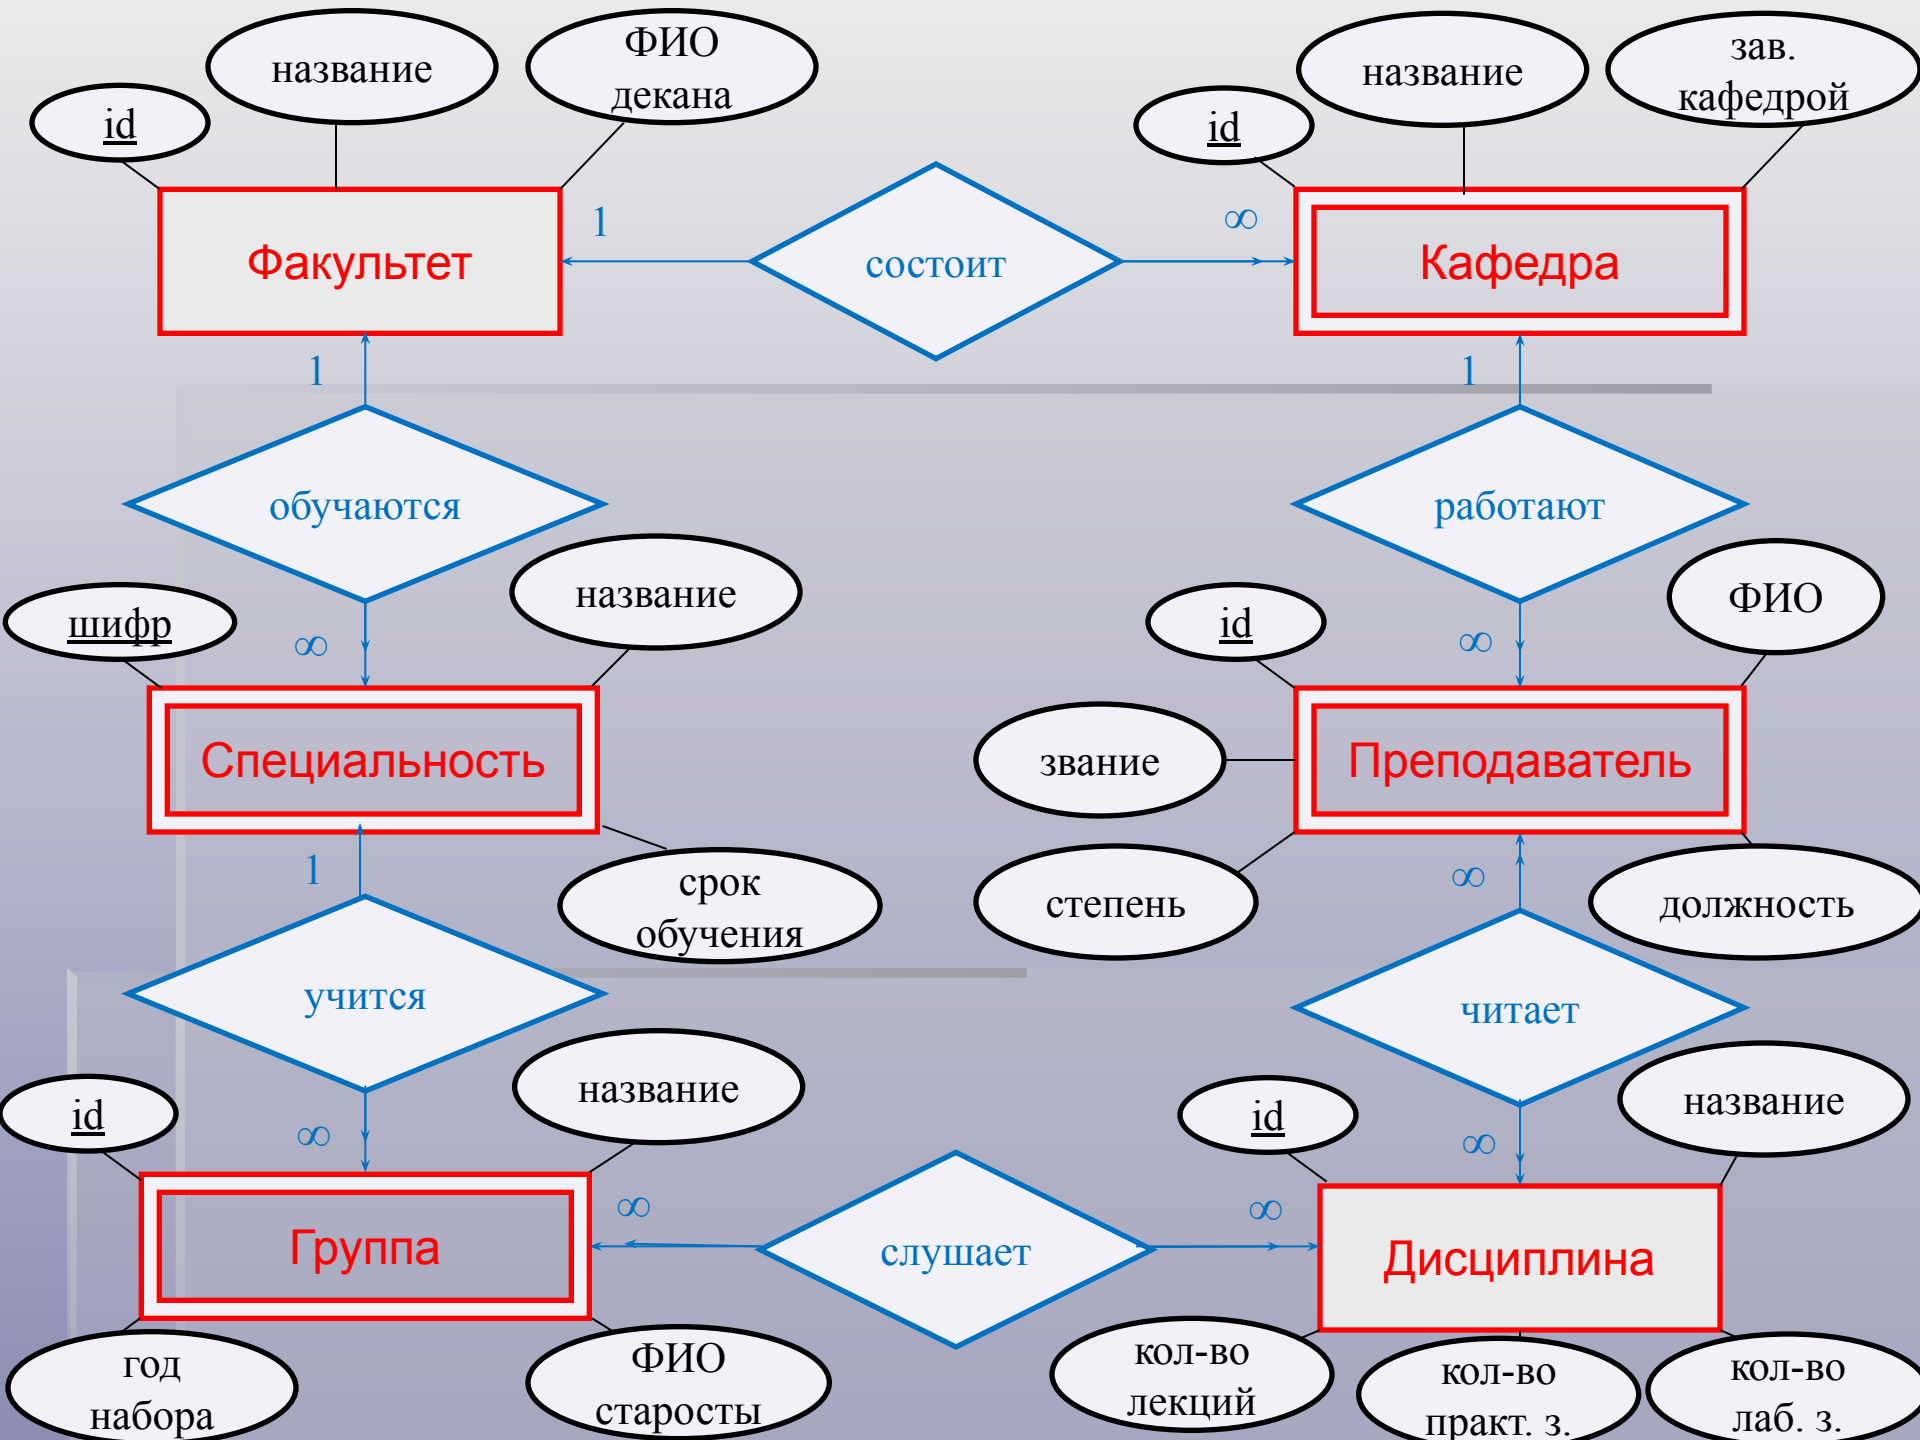 id
название
ФИО
декана
id
название
зав.
кафедрой
Факультет
1
состоит
∞
Кафедра
1
1
обучаются
работают
шифр
∞
название
id
∞
ФИО
Специальность
звание
Преподаватель
1
срок
обучения
степень
∞
должность
учится
читает
id
∞
название
id
∞
название
Группа
∞
слушает
∞
Дисциплина
год
набора
ФИО
старосты
кол-во
лекций
кол-во
практ. з.
кол-во
лаб. з.